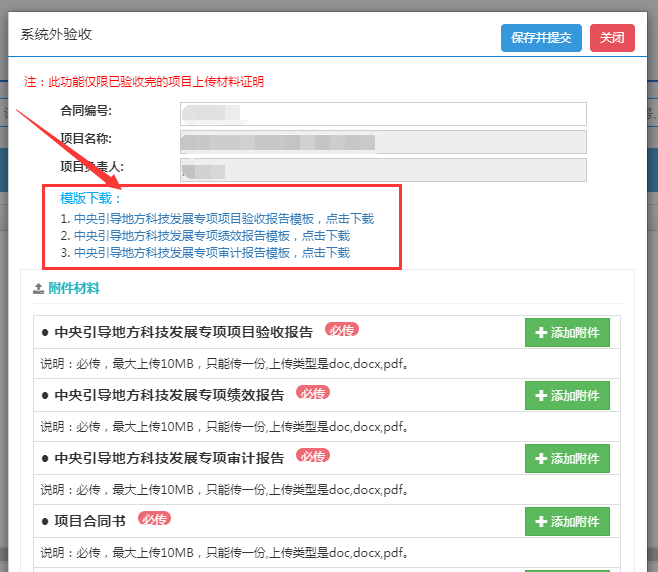 系统外验收
保存并提交
关闭
注：此功能仅限已验收完的项目上传材料证明
合同编号:
项目名称:
项目负责人:
模版下载：
1. 中央引导地方科技发展专项项目验收报告模板，点击下载
2. 中央引导地方科技发展专项绩效报告模板，点击下载
3. 中央引导地方科技发展专项审计报告模板，点击下载
附件材料
● 中央引导地方科技发展专项项目验收报告 必传
添加附件
说明：必传，最大上传10MB，只能传一份,上传类型是doc,docx,pdf。
● 中央引导地方科技发展专项绩效报告 必传
添加附件
说明：必传，最大上传10MB，只能传一份,上传类型是doc,docx,pdf。
● 中央引导地方科技发展专项审计报告 必传
添加附件
说明：必传，最大上传10MB，只能传一份,上传类型是doc,docx,pdf。
● 项目合同书 必传
添加附件
说明：必传，最大上传10MB，只能传一份,上传类型是doc,docx,pdf。